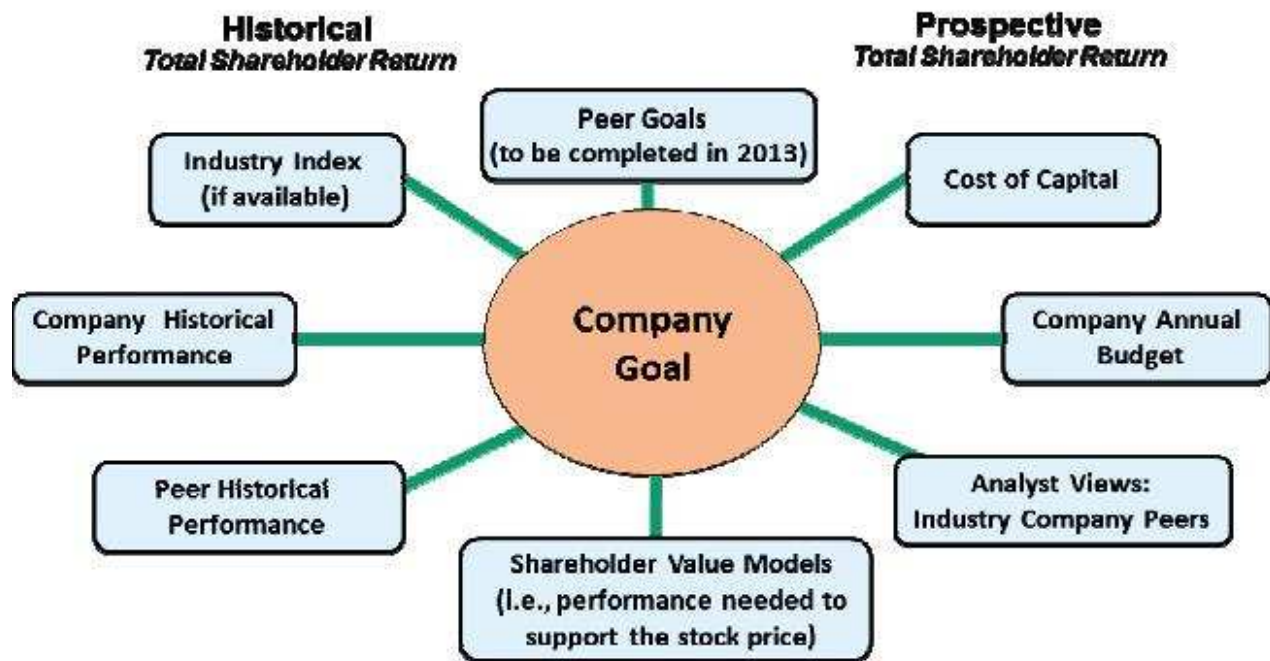 Historical
Total Shareholder Return
Prospective
Total Shareholder Return
Peer Goals
(to be completed in 2013)
Industry Index
(if available)
Cost of Capital
Company Historical
Performance
Company
Goal
Company Annual
Budget
Peer Historical
Performance
Analyst Views:
Industry Company Peers
Shareholder Value Models
(i.e., performance needed to
support the stock price)